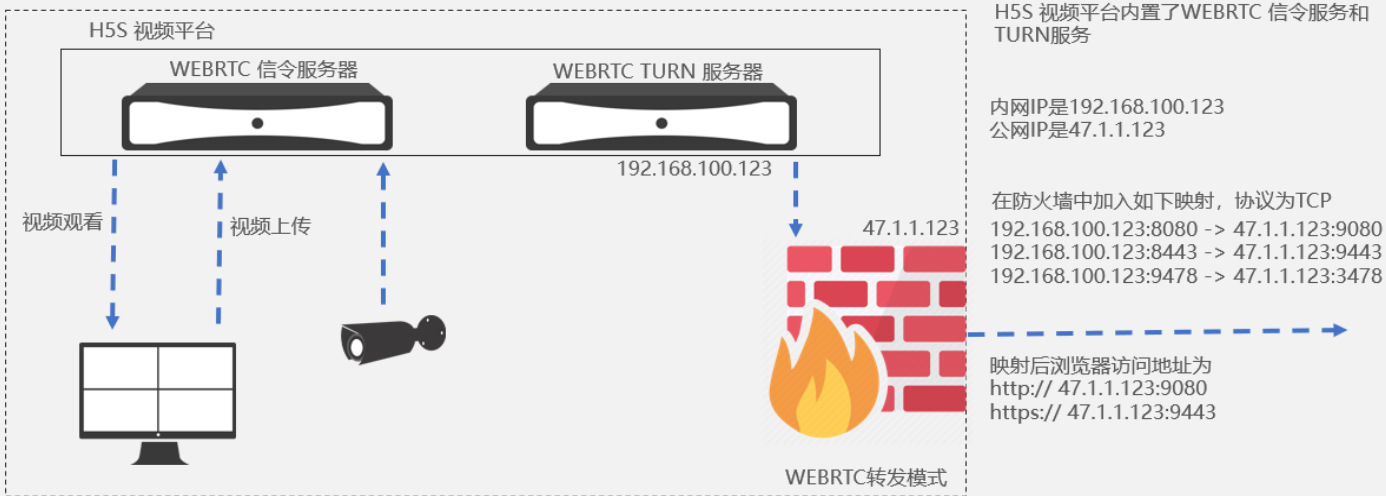 H5S 视频平台
WEBRTC 信令服务器
WEBRTC TURN 服务器
192.168.100.123
视频观看
视频上传
47.1.1.123
WEBRTC转发模式
H5S 视频平台内置了WEBRTC 信令服务和
TURN服务
内网IP是192.168.100.123
公网IP是47.1.1.123
在防火墙中加入如下映射，协议为TCP
192.168.100.123:8080 -> 47.1.1.123:9080
192.168.100.123:8443 -> 47.1.1.123:9443
192.168.100.123:9478 -> 47.1.1.123:3478
映射后浏览器访问地址为
http:// 47.1.1.123:9080
https:// 47.1.1.123:9443